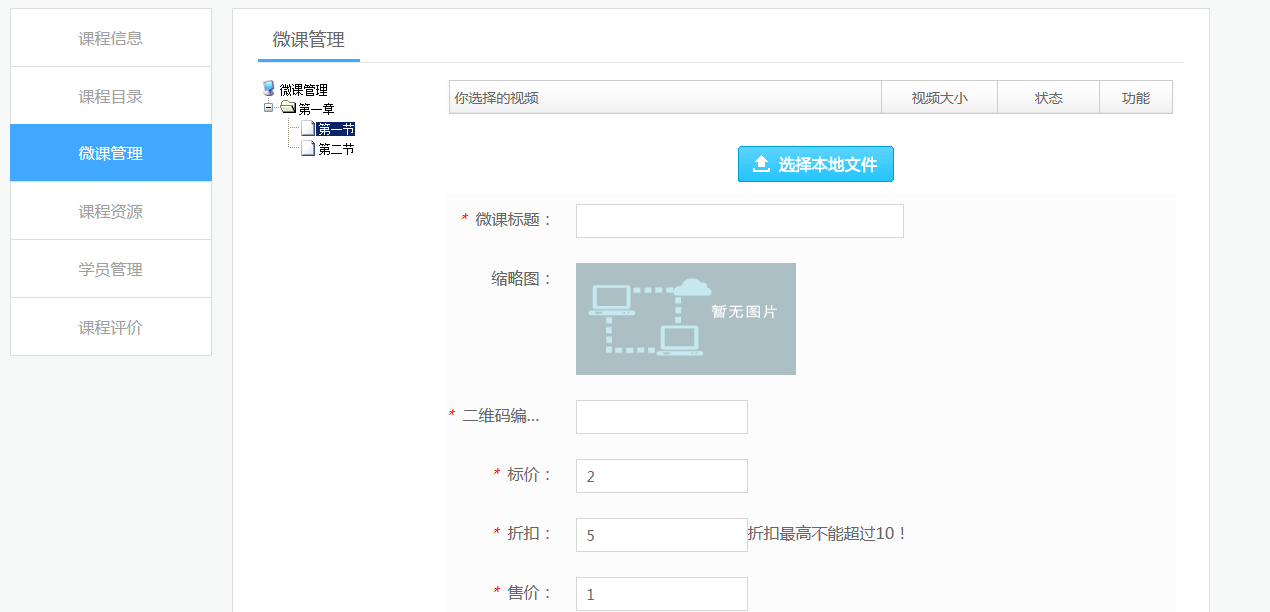 课程信息
课程目录
微课管理
课程资源
学员管理
课程评价
微课管理
微课管理
第一章
第一节
第二节
你选择的视频 视频大小 状态 功能
选择本地文件
* 微课标题：
缩略图：
暂无图片
* 二维码编...
* 标价： 2
* 折扣： 5 折扣最高不能超过10！
* 售价： 1